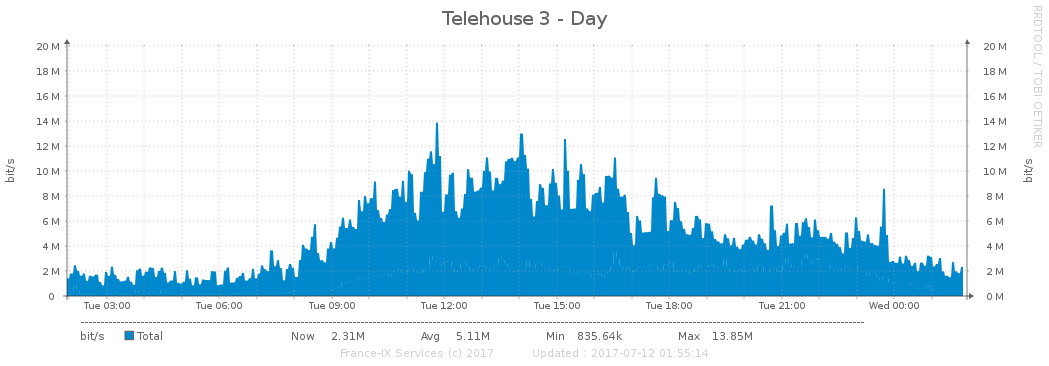 Telehouse 3 - Day
RRDTOOL / TOBI OETIKER
bit/s
20 M 20 M
18 M 18 M
16 M 16 M
14 M 14 M
12 M 12 M
10 M 10 M
8 M 8 M
6 M 6 M
4 M 4 M
2 M 2 M
0 0 M
bit/s
Tue 03:00 Tue 06:00 Tue 09:00 Tue 12:00 Tue 15:00 Tue 18:00 Tue 21:00 Wed 00:00
bit/s Total Now 2.31M Avg 5.11M Min 835.64k Max 13.85M
France-IX Services (c) 2017 Updated : 2017-07-12 01:55:14